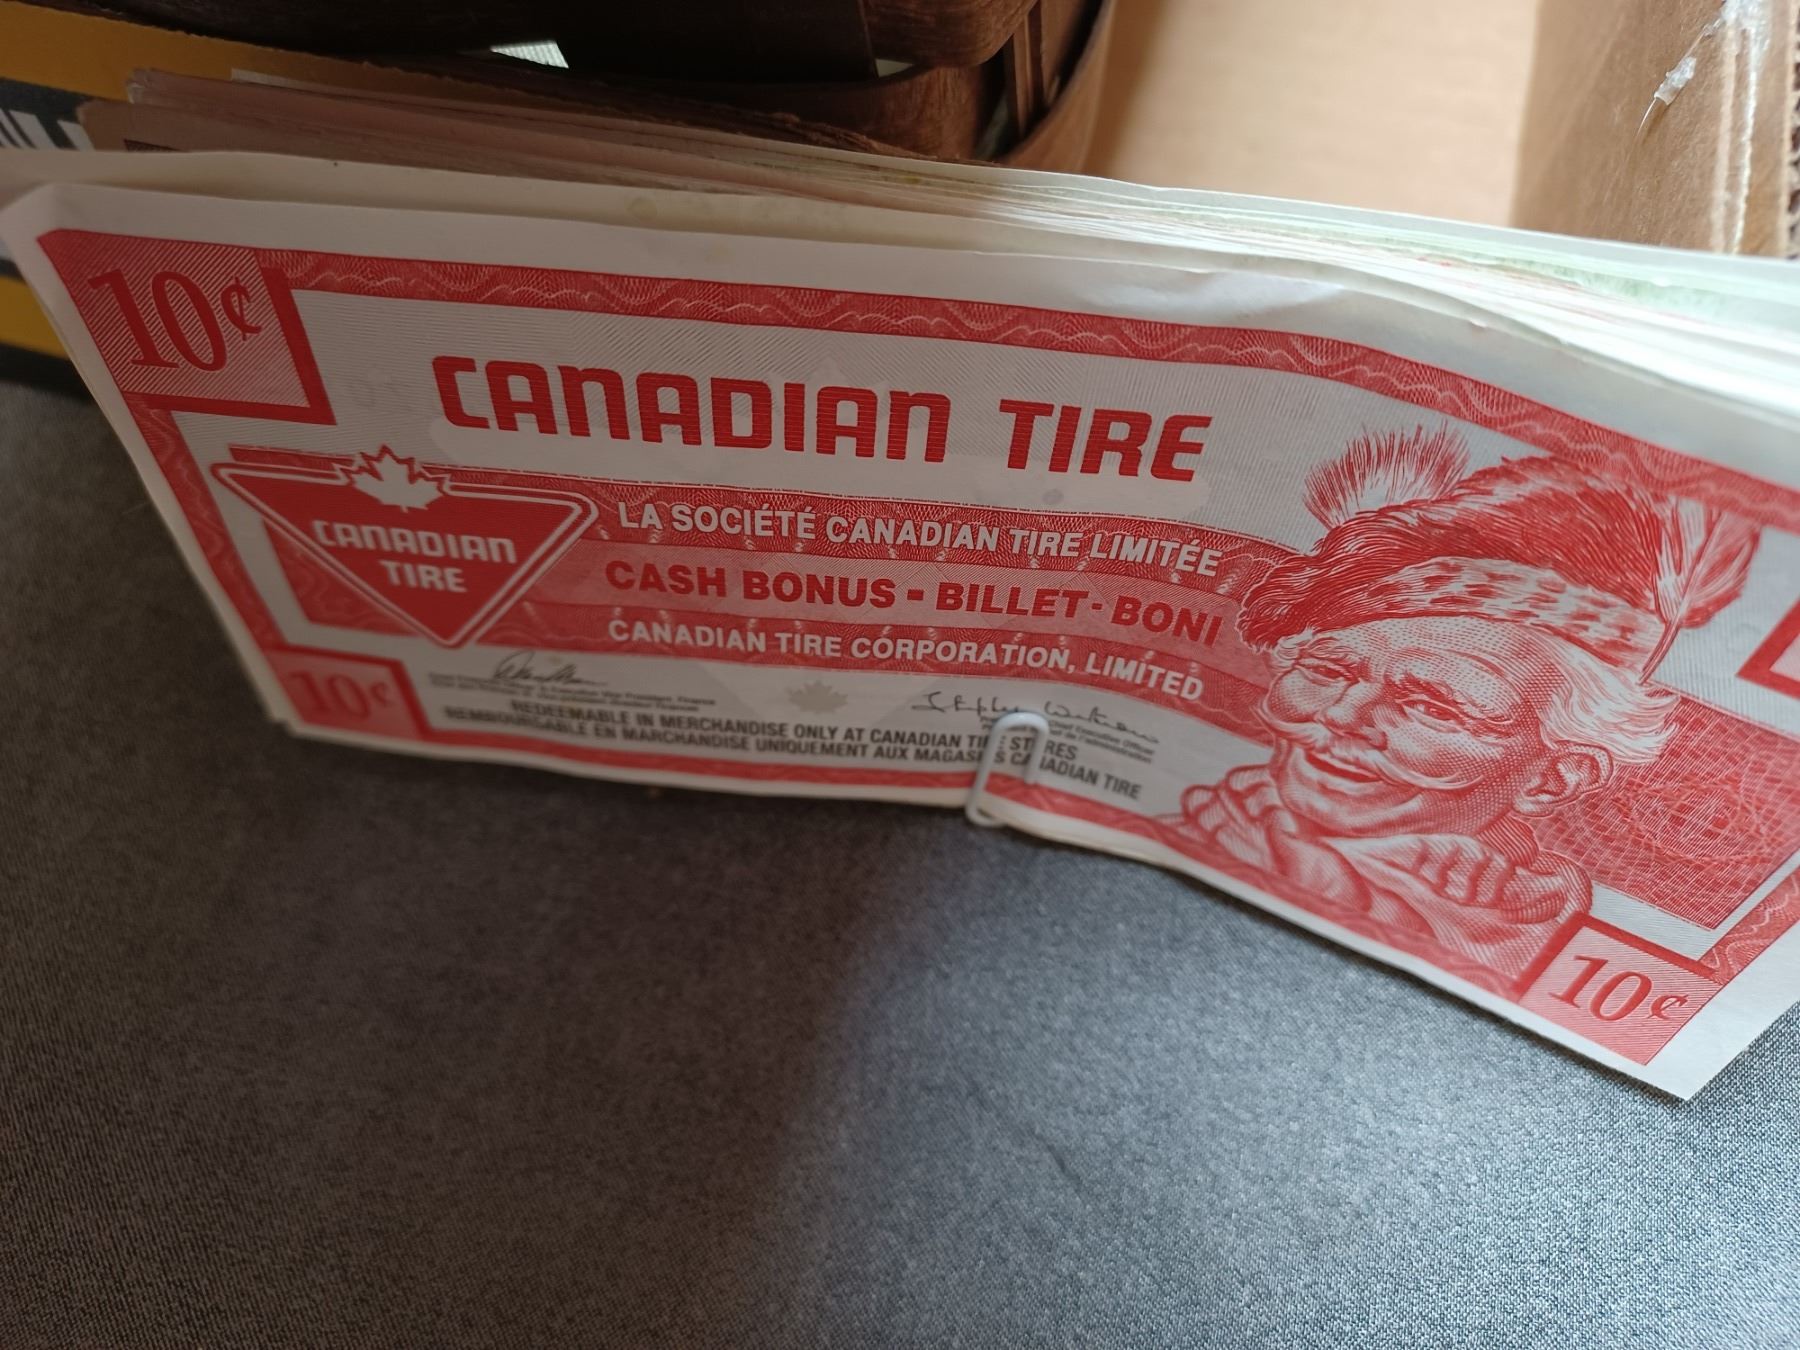 10¢
CANADIAN TIRE
CANADIAN
TIRE
LA SOCIÉTÉ CANADIAN TIRE LIMITÉE
CASH BONUS - BILLET-BONI
CANADIAN TIRE CORPORATION, LIMITED
10¢
REDEEMABLE IN MERCHANDISE ONLY AT CANADIAN TIRE STORES
REMBOURSABLE EN MARCHANDISE UNIQUEMENT AUX MAGASINS CANADIAN TIRE
10¢